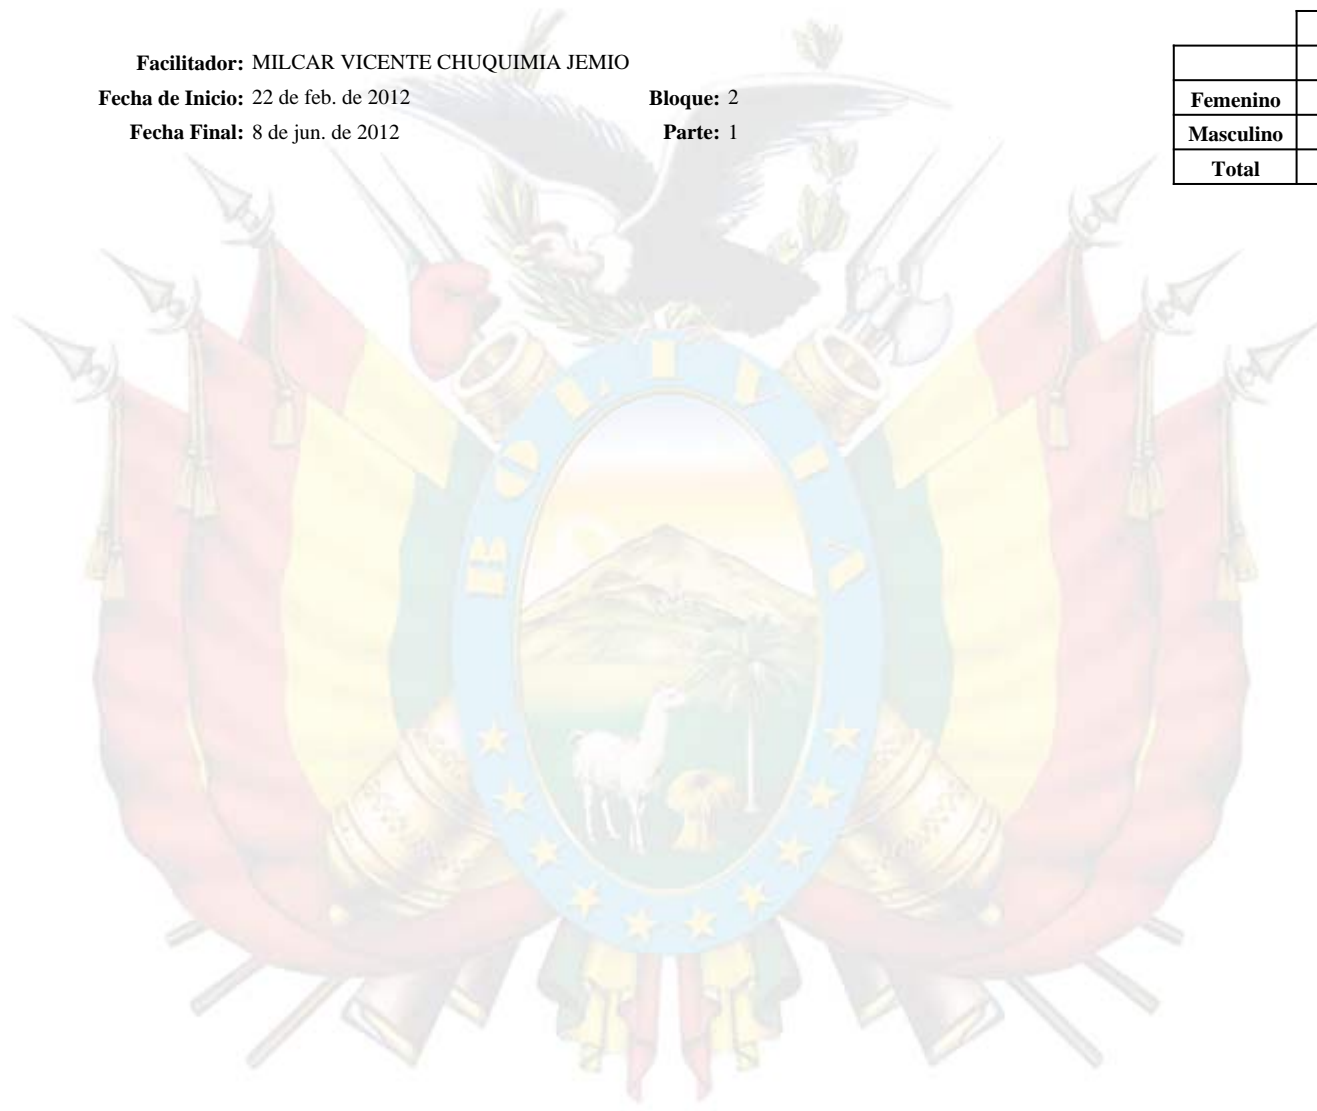 Facilitador: MILCAR VICENTE CHUQUIMIA JEMIO
Fecha de Inicio: 22 de feb. de 2012 Bloque: 2
Fecha Final: 8 de jun. de 2012 Parte: 1
Femenino
Masculino
Total
BOLIVIA